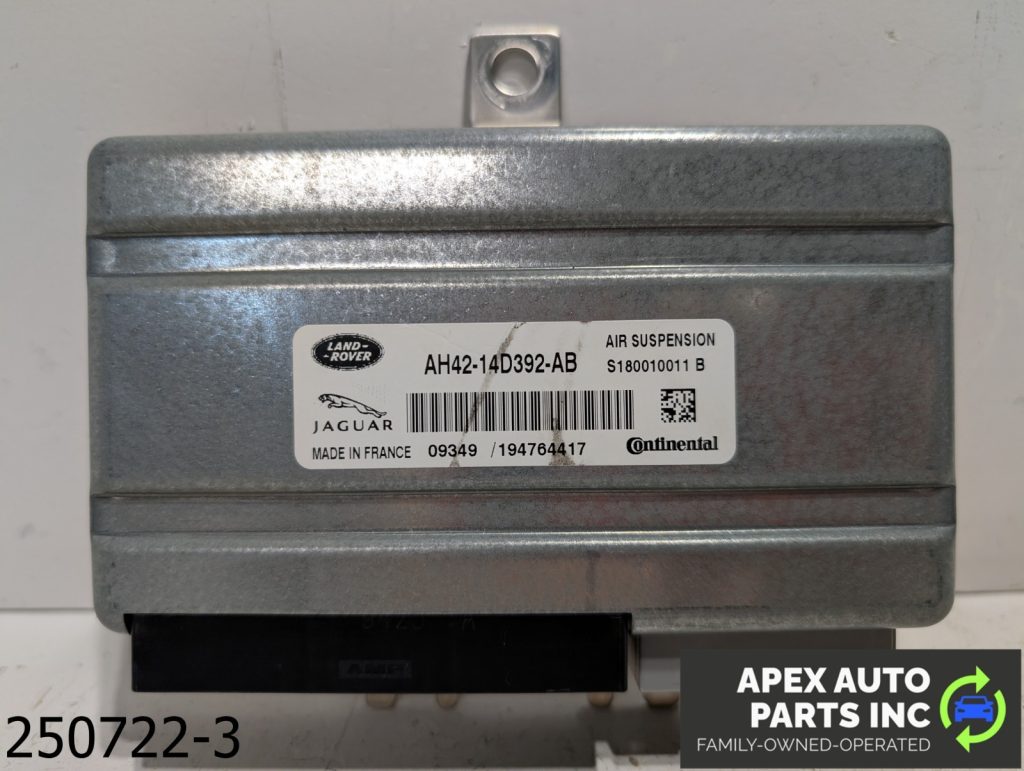 LAND-
-ROVER
AH42-14D392-AB
AIR SUSPENSION
S180010011 B
JAGUAR
MADE IN FRANCE 09349 /194764417
Continental
AMP
250722-3
APEX AUTO
PARTS INC
FAMILY-OWNED-OPERATED